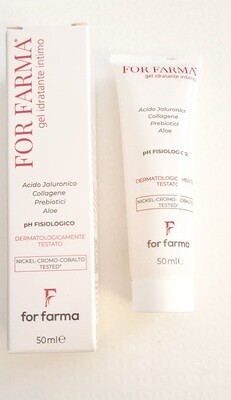 FOR FARMA®
gel idratante intimo
Acido Jaluronico
Collagene
Prebiotici
Aloe
pH FISIOLOGICO
DERMATOLOGICAMENTE
TESTATO
NICKEL-CROMO-COBALTO
TESTED*
for farma
50ml e
FOR FARMA®
gel idratante intimo
Acido Jaluronico
Collagene
Prebiotici
Aloe
pH FISIOLOGICO
DERMATOLOGICAMENTE
TESTATO
NICKEL-CROMO-COBALTO
TESTED*
for farma
50ml e